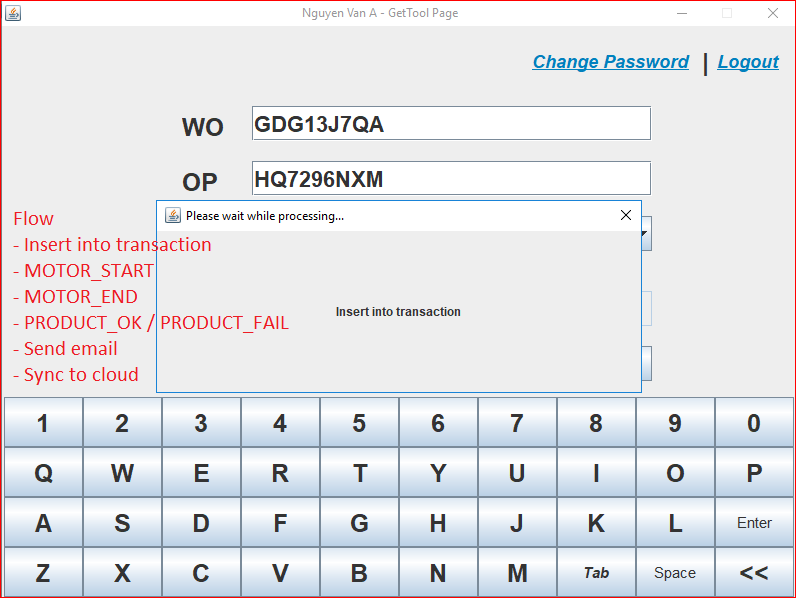 Nguyen Van A - GetTool Page
Change Password | Logout
WO GDG13J7QA
OP HQ7296NXM
Please wait while processing...
Insert into transaction
Flow
- Insert into transaction
- MOTOR_START
- MOTOR_END
- PRODUCT_OK / PRODUCT_FAIL
- Send email
- Sync to cloud
1 2 3 4 5 6 7 8 9 0
Q W E R T Y U I O P
A S D F G H J K L Enter
Z X C V B N M Tab Space <<